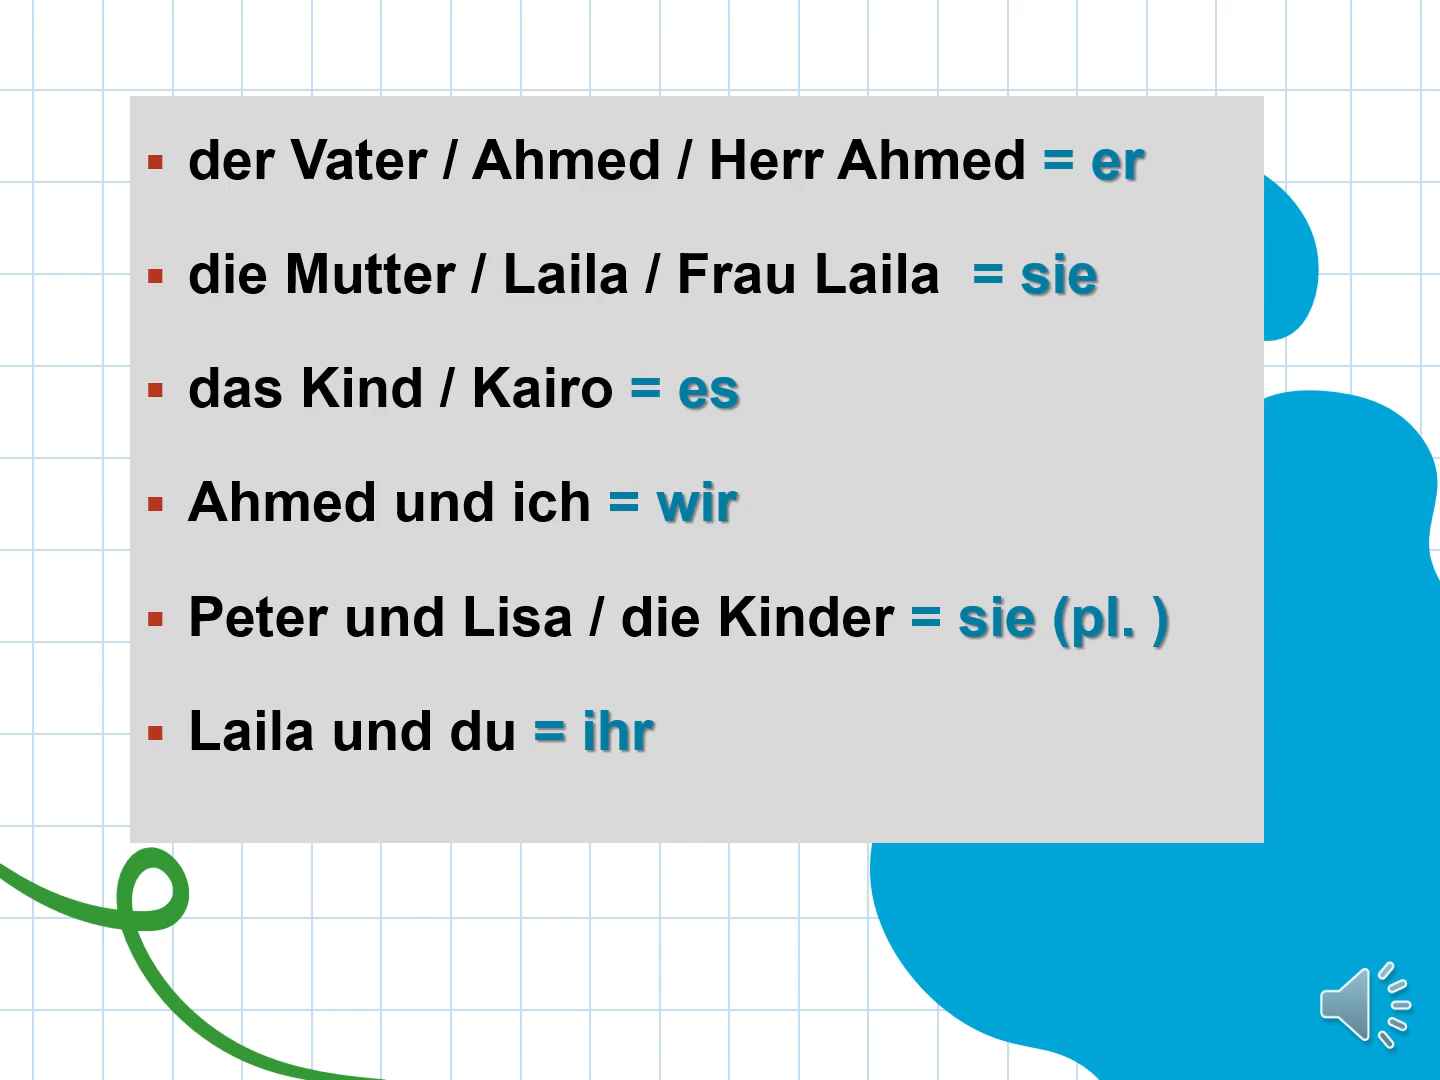 ▪ der Vater / Ahmed / Herr Ahmed = er
▪ die Mutter / Laila / Frau Laila = sie
▪ das Kind / Kairo = es
▪ Ahmed und ich = wir
▪ Peter und Lisa / die Kinder = sie (pl. )
▪ Laila und du = ihr